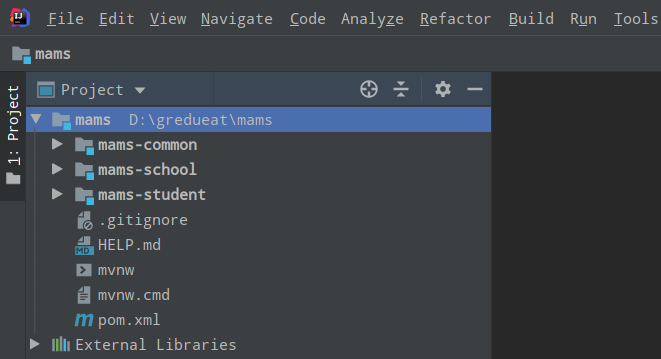 File Edit View Navigate Code Analyze Refactor Build Run Tools
mams
1: Project
Project
mams D:\gredueat\mams
mams-common
mams-school
mams-student
.gitignore
HELP.md
mvnw
mvnw.cmd
pom.xml
External Libraries